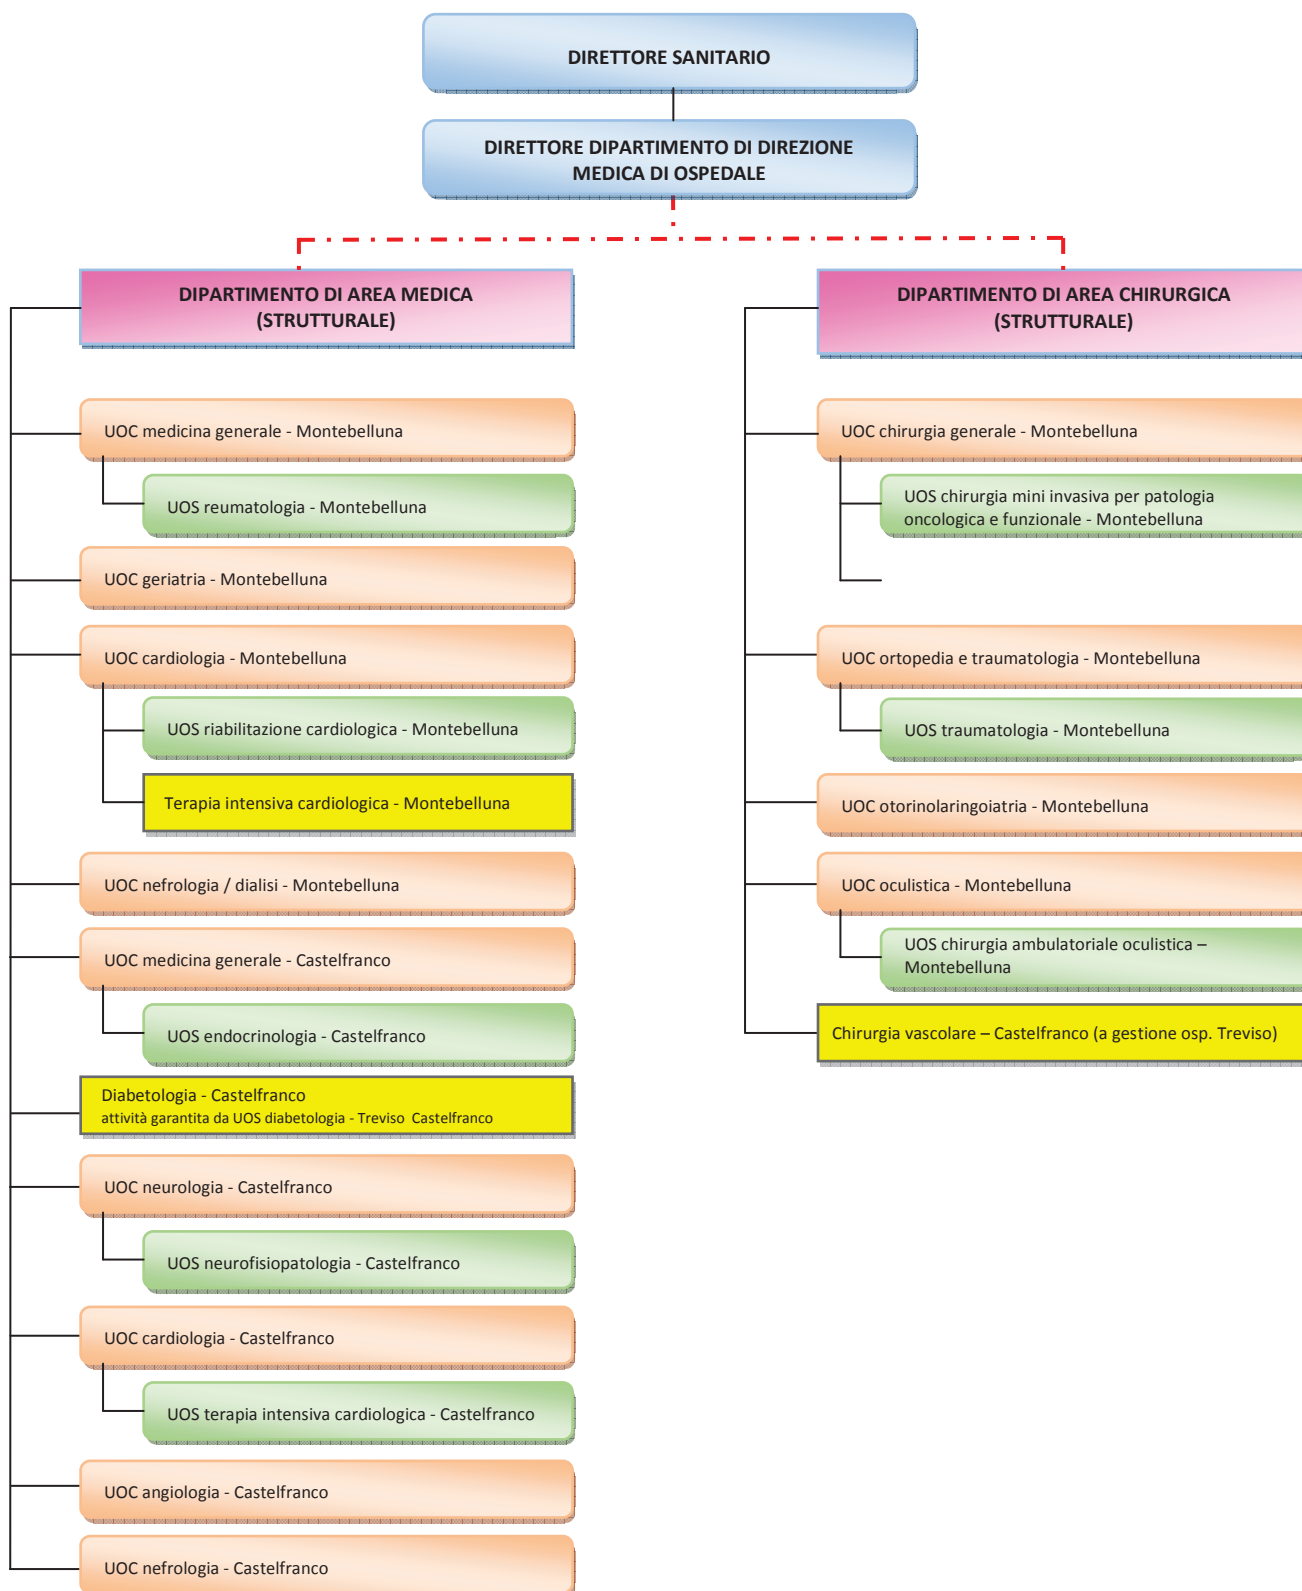 DIRETTORE SANITARIO
DIRETTORE DIPARTIMENTO DI DIREZIONE
MEDICA DI OSPEDALE
DIPARTIMENTO DI AREA MEDICA
(STRUTTURALE)
UOC medicina generale - Montebelluna
UOS reumatologia - Montebelluna
UOC geriatria - Montebelluna
UOC cardiologia - Montebelluna
UOS riabilitazione cardiologica - Montebelluna
Terapia intensiva cardiologica - Montebelluna
UOC nefrologia / dialisi - Montebelluna
UOC medicina generale - Castelfranco
UOS endocrinologia - Castelfranco
Diabetologia - Castelfranco
attività garantita da UOS diabetologia - Treviso Castelfranco
UOC neurologia - Castelfranco
UOS neurofisiopatologia - Castelfranco
UOC cardiologia - Castelfranco
UOS terapia intensiva cardiologica - Castelfranco
UOC angiologia - Castelfranco
UOC nefrologia - Castelfranco
DIPARTIMENTO DI AREA CHIRURGICA
(STRUTTURALE)
UOC chirurgia generale - Montebelluna
UOS chirurgia mini invasiva per patologia
oncologica e funzionale - Montebelluna
UOC ortopedia e traumatologia - Montebelluna
UOS traumatologia - Montebelluna
UOC otorinolaringoiatria - Montebelluna
UOC oculistica - Montebelluna
UOS chirurgia ambulatoriale oculistica –
Montebelluna
Chirurgia vascolare – Castelfranco (a gestione osp. Treviso)